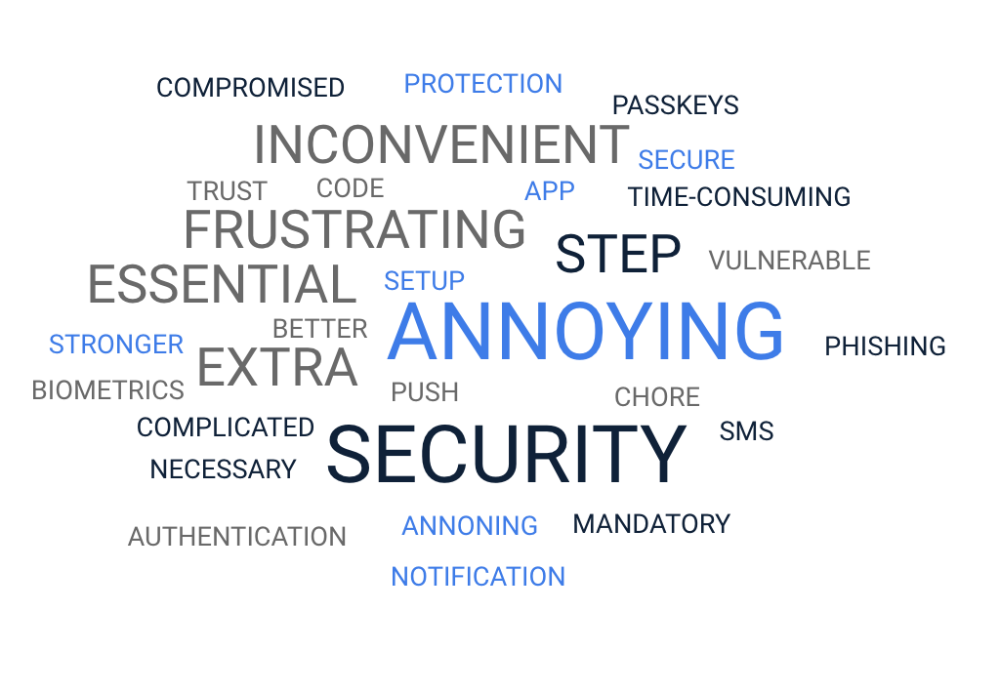 COMPROMISED PROTECTION
PASSKEYS
INCONVENIENT
SECURE
TRUST CODE APP TIME-CONSUMING
FRUSTRATING
STEP VULNERABLE
ESSENTIAL SETUP
BETTER ANNOYING
STRONGER EXTRA PHISHING
BIOMETRICS PUSH CHORE
COMPLICATED SECURITY SMS
NECESSARY
AUTHENTICATION ANNONING MANDATORY
NOTIFICATION